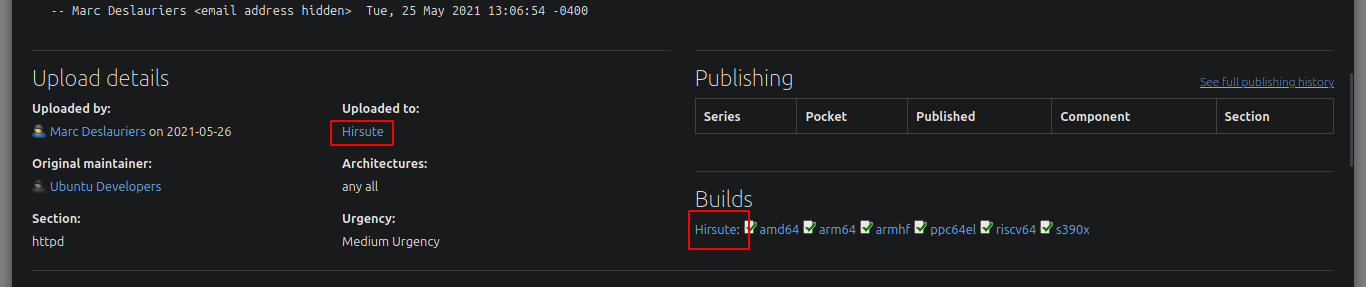 -- Marc Deslauriers <email address hidden>  Tue, 25 May 2021 13:06:54 -0400
Upload details
Uploaded by:
Marc Deslauriers on 2021-05-26
Uploaded to:
Hirsute
Original maintainer:
Ubuntu Developers
Architectures:
any all
Section:
httpd
Urgency:
Medium Urgency
Publishing
See full publishing history
Series Pocket Published Component Section
Builds
Hirsute: amd64 arm64 armhf ppc64el riscv64 s390x